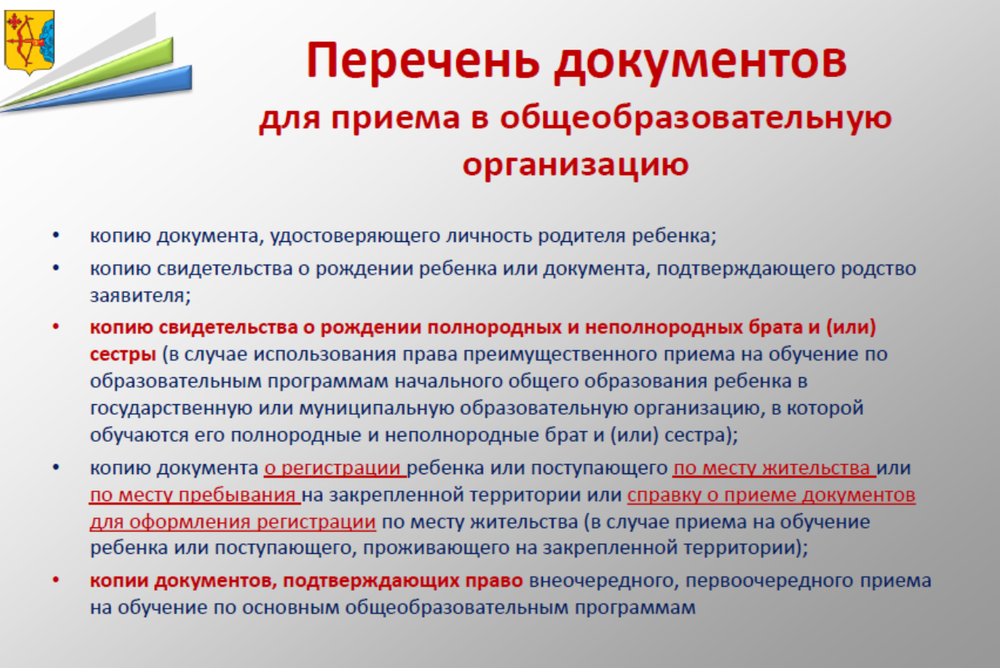 Перечень документов
для приема в общеобразовательную
организацию
• копию документа, удостоверяющего личность родителя ребенка;
• копию свидетельства о рождении ребенка или документа, подтверждающего родство
заявителя;
• копию свидетельства о рождении полнородных и неполнородных брата и (или)
сестры (в случае использования права преимущественного приема на обучение по
образовательным программам начального общего образования ребенка в
государственную или муниципальную образовательную организацию, в которой
обучаются его полнородные и неполнородные брат и (или) сестра);
• копию документа о регистрации ребенка или поступающего по месту жительства или
по месту пребывания на закрепленной территории или справку о приеме документов
для оформления регистрации по месту жительства (в случае приема на обучение
ребенка или поступающего, проживающего на закрепленной территории);
• копии документов, подтверждающих право внеочередного, первоочередного приема
на обучение по основным общеобразовательным программам